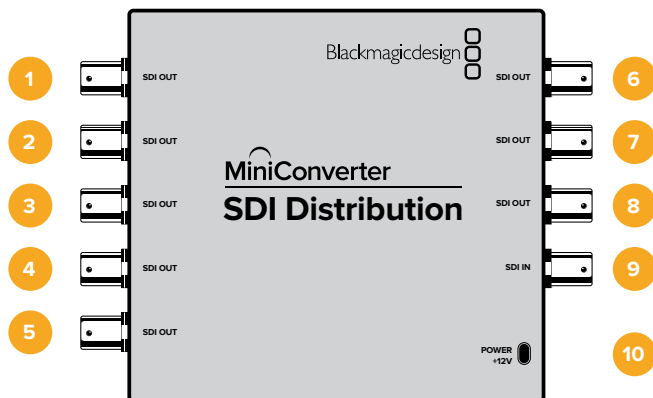 Blackmagicdesign
1 SDI OUT
SDI OUT 6
2 SDI OUT
SDI OUT 7
MiniConverter
SDI Distribution
3 SDI OUT
SDI OUT 8
4 SDI OUT
SDI IN 9
5 SDI OUT
POWER
+12V
10